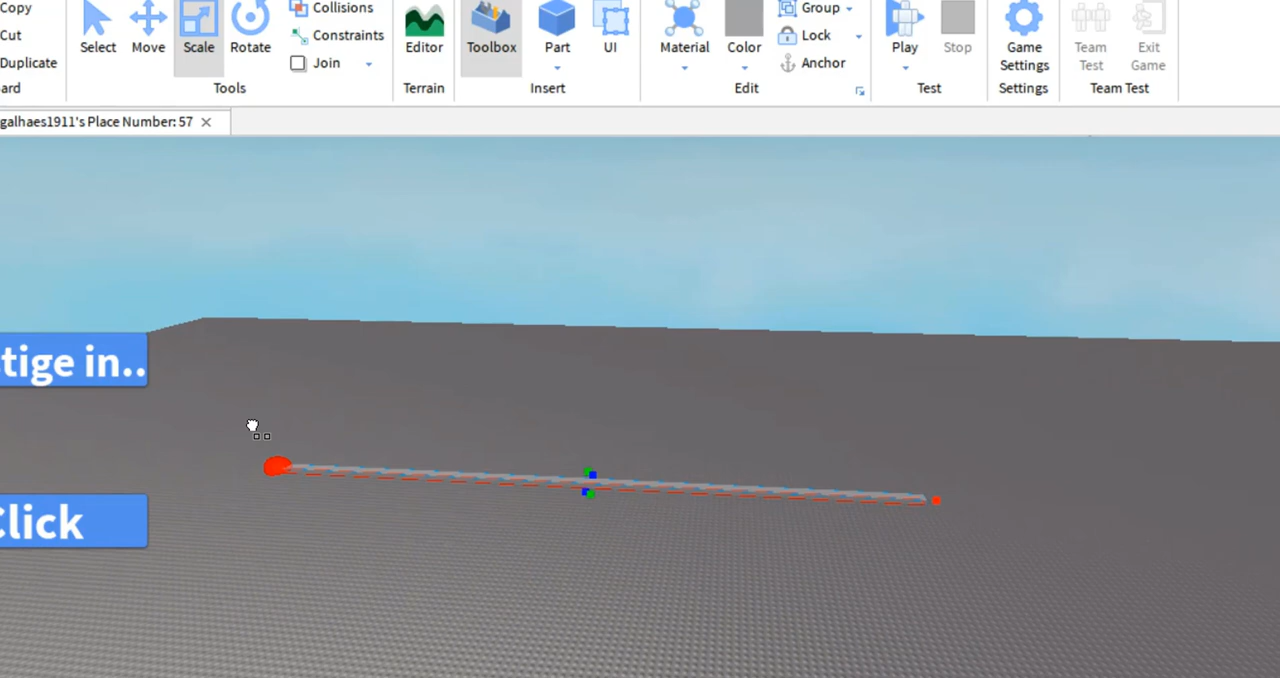 Copy
Cut
Duplicate
ard
Select
Move
Scale
Rotate
Collisions
Constraints
Join
Tools
Editor
Terrain
Toolbox
Part
UI
Insert
Material
Color
Group
Lock
Anchor
Edit
Play
Stop
Test
Game
Settings
Settings
Team
Test
Exit
Game
Team Test
galhaes1911's Place Number: 57
tige in..
Click